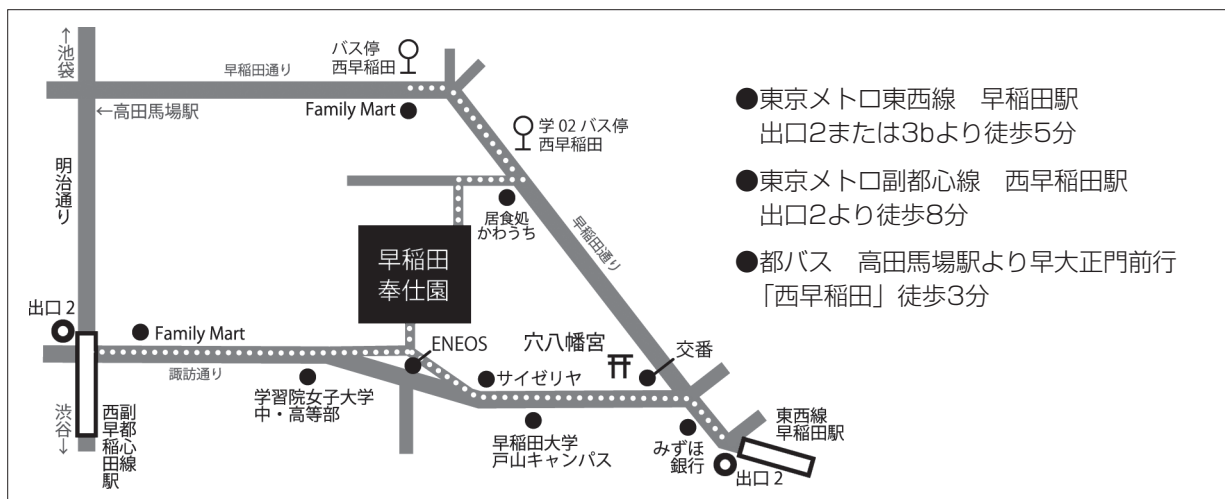 ↑池袋
早稲田通り
バス停
西早稲田
←高田馬場駅
Family Mart
学 02 バス停
西早稲田
明治通り
居食処
かわうち
早稲田通り
早稲田
奉仕園
出口 2
Family Mart
ENEOS
穴八幡宮
交番
諏訪通り
サイゼリヤ
学習院女子大学
中・高等部
渋谷↓
副都心線
西早稲田駅
早稲田大学
戸山キャンパス
みずほ
銀行
東西線
早稲田駅
出口 2
●東京メトロ東西線　早稲田駅
出口2または3bより徒歩5分
●東京メトロ副都心線　西早稲田駅
出口2より徒歩8分
●都バス　高田馬場駅より早大正門前行
「西早稲田」徒歩3分